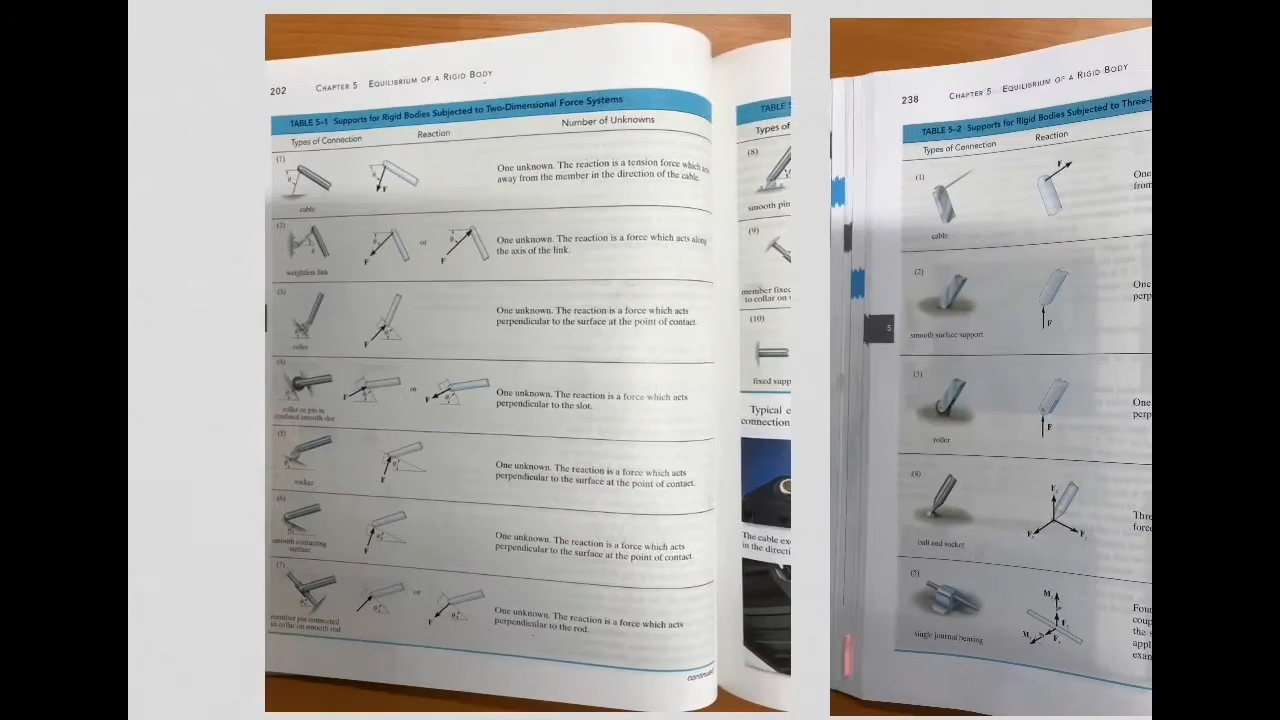 202 CHAPTER 5 EQUILIBRIUM OF A RIGID BODY
TABLE 5–1 Supports for Rigid Bodies Subjected to Two-Dimensional Force Systems
Types of Connection Reaction Number of Unknowns
(1)
θ
θ
F
One unknown. The reaction is a tension force which acts
away from the member in the direction of the cable.
cable
(2)
θ
θ
F
or
θ
F
One unknown. The reaction is a force which acts along
the axis of the link.
weightless link
(3)
θ
F
One unknown. The reaction is a force which acts
perpendicular to the surface at the point of contact.
roller
(4)
F
θ
or
F
θ
One unknown. The reaction is a force which acts
perpendicular to the slot.
roller or pin in
confined smooth slot
(5)
θ
F
One unknown. The reaction is a force which acts
perpendicular to the surface at the point of contact.
rocker
(6)
θ
F
One unknown. The reaction is a force which acts
perpendicular to the surface at the point of contact.
smooth contacting
surface
(7)
θ
θ
or
F
θ
One unknown. The reaction is a force which acts
perpendicular to the rod.
member pin connected
to collar on smooth rod
continued
TABLE
Types of
(8)
smooth pin
(9)
member fixed
to collar on
(10)
fixed supp
Typical e
connection
The cable ex
in the directi
238 CHAPTER 5 EQUILIBRIUM OF A RIGID BODY
TABLE 5–2 Supports for Rigid Bodies Subjected to Three-D
Types of Connection Reaction
(1)
F
One
from
cable
(2)
F
One
perp
smooth surface support
5
(3)
F
One
perp
roller
(4)
Fz
Fx
Fy
Thre
force
ball and socket
(5)
Mz
Fz
Mx
Fx
Four
coup
the s
appl
exam
single journal bearing